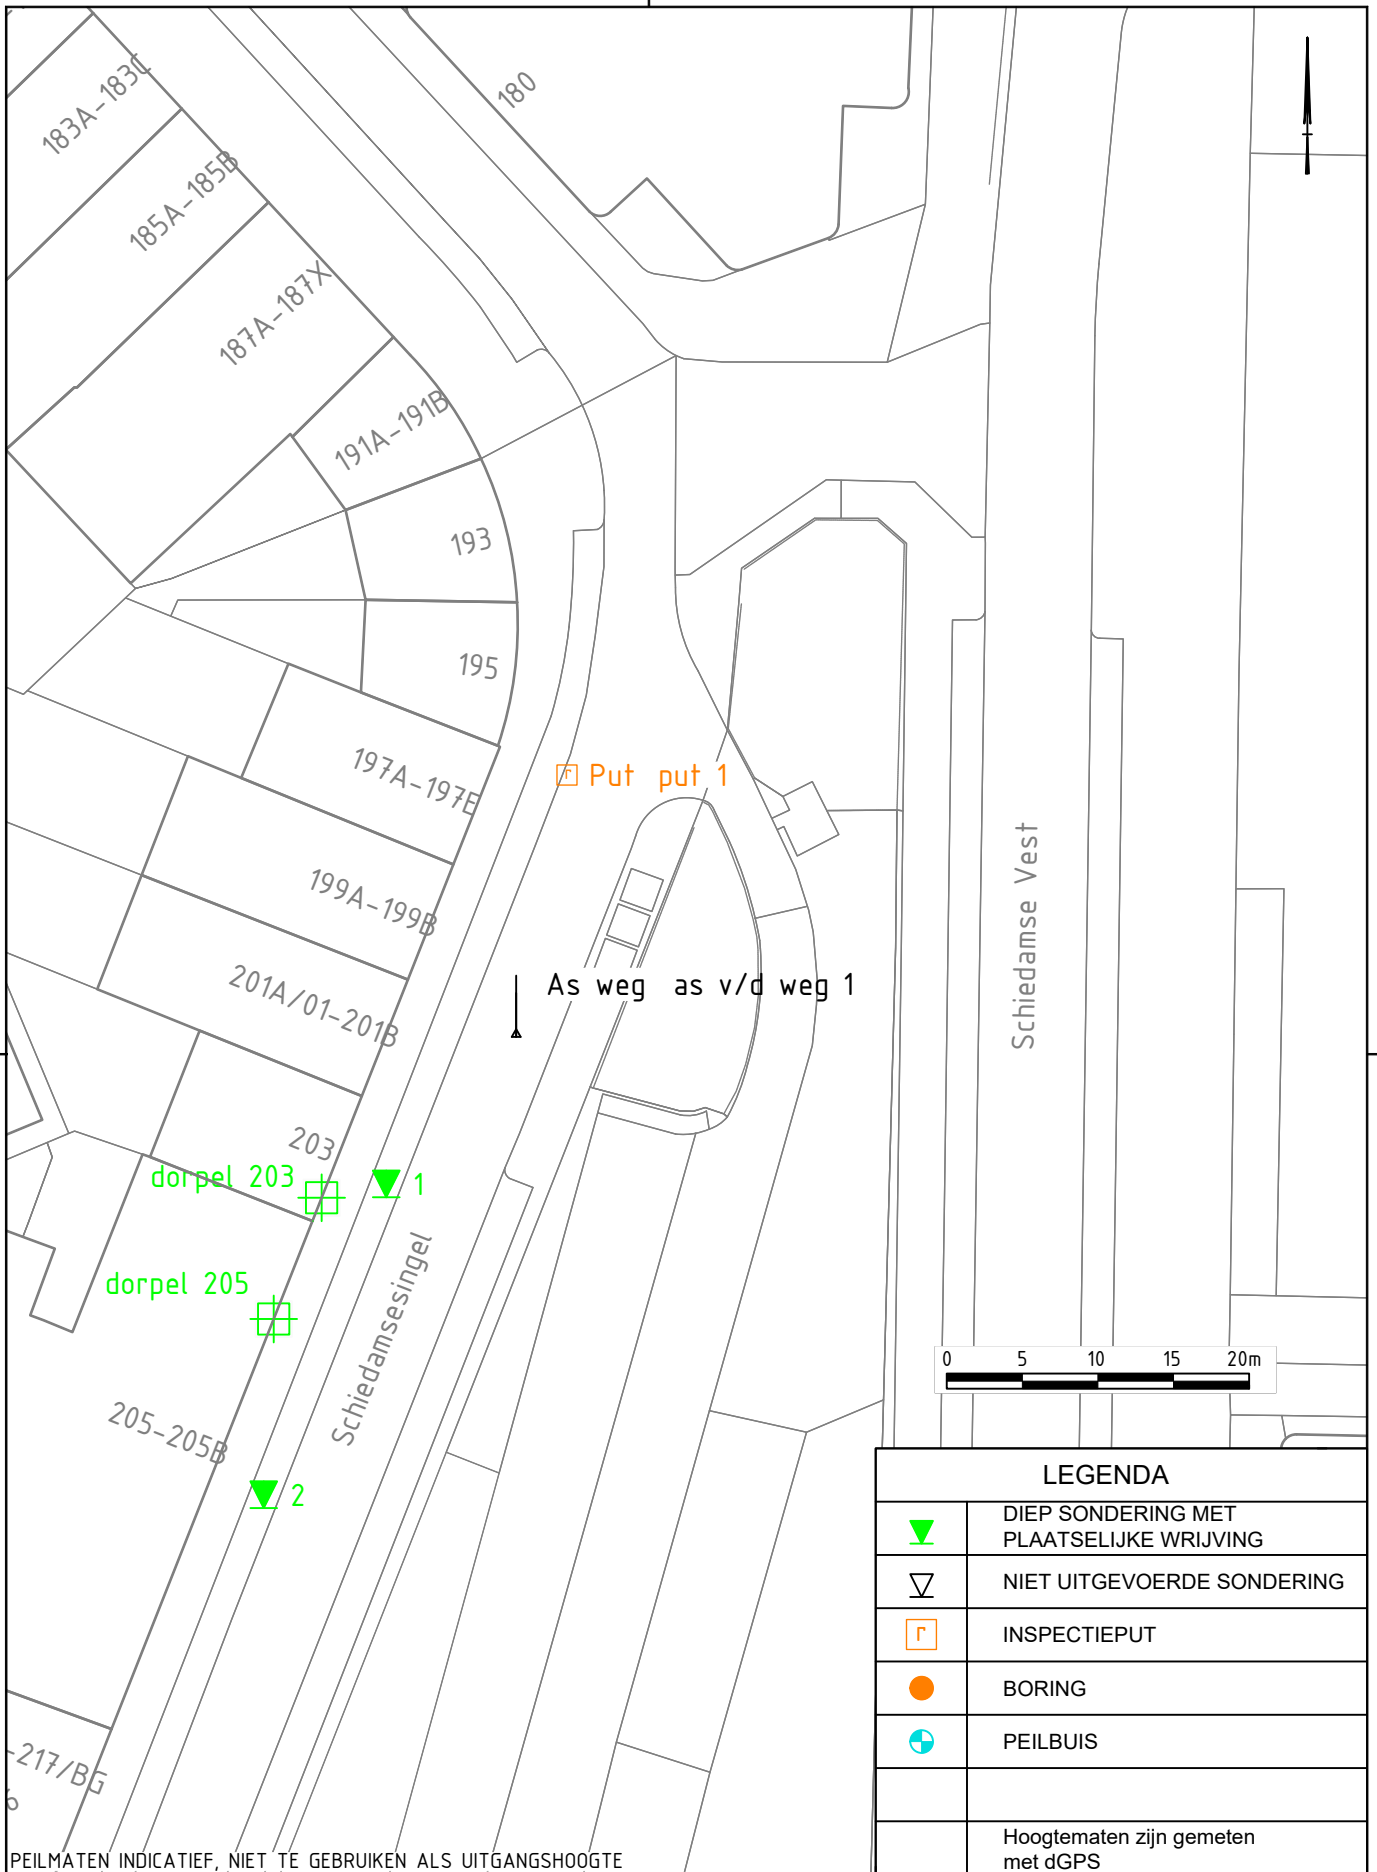 180
183A-183C
185A-185B
187A-187X
191A-191B
193
195
197A-197E
Put put 1
199A-199B
Schiedamse Vest
201A/01-201B
As weg as v/d weg 1
203
dorpel 203
1
dorpel 205
Schiedamsesingel
0 5 10 15 20m
205-205B
2
LEGENDA
DIEP SONDERING MET
PLAATSELIJKE WRIJVING
NIET UITGEVOERDE SONDERING
r INSPECTIEPUT
BORING
PEILBUIS
-217/BG
6
Hoogtematen zijn gemeten
met dGPS
PEILMATEN INDICATIEF, NIET TE GEBRUIKEN ALS UITGANGSHOOGTE